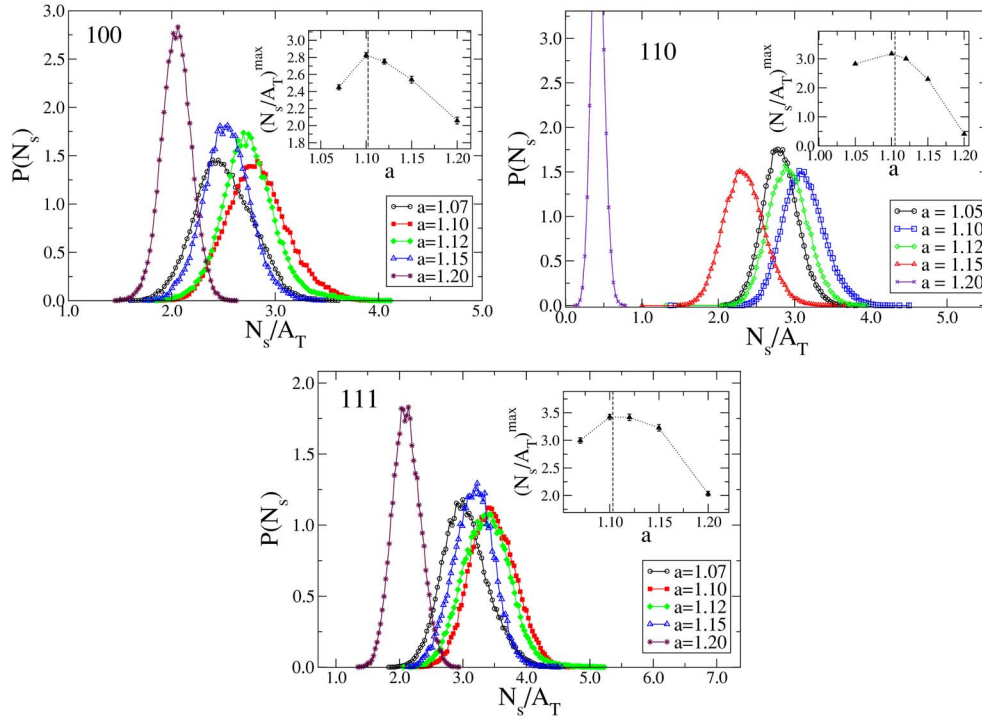 100
P(N_s)
3.0
2.5
2.0
1.5
1.0
0.5
0.0
1.0 2.0 3.0 4.0 5.0
N_s/A_T
(N_s/A_T)^max
3.0
2.8
2.6
2.4
2.2
2.0
1.8
1.05 1.10 1.15 1.20
a
a=1.07
a=1.10
a=1.12
a=1.15
a=1.20
110
P(N_s)
3.0
2.5
2.0
1.5
1.0
0.5
0.0
0.0 1.0 2.0 3.0 4.0 5.0
N_s/A_T
(N_s/A_T)^max
4.0
3.0
2.0
1.0
0.0
1.00 1.05 1.10 1.15 1.20
a
a = 1.05
a = 1.10
a = 1.12
a = 1.15
a = 1.20
111
P(N_s)
2.0
1.5
1.0
0.5
0.0
1.0 2.0 3.0 4.0 5.0 6.0 7.0
N_s/A_T
(N_s/A_T)^max
3.5
3.0
2.5
2.0
1.10 1.15 1.20
a
a=1.07
a=1.10
a=1.12
a=1.15
a=1.20